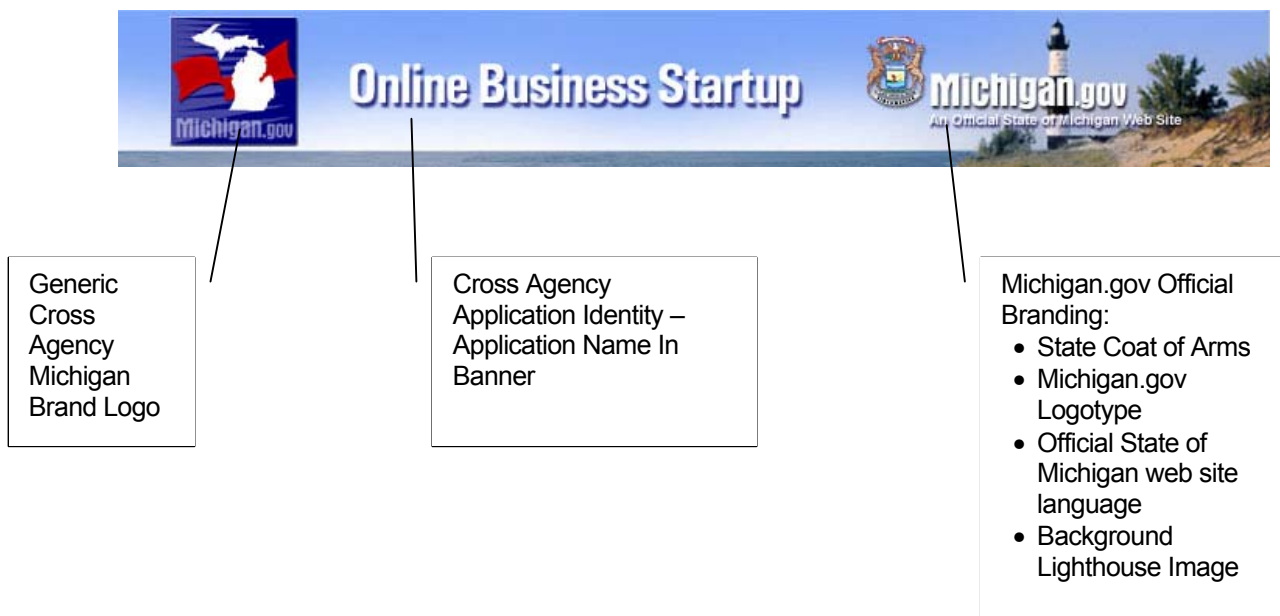 Michigan.gov
Online Business Startup
Michigan.gov
An Official State of Michigan Web Site
Generic
Cross
Agency
Michigan
Brand Logo
Cross Agency
Application Identity –
Application Name In
Banner
Michigan.gov Official
Branding:
• State Coat of Arms
• Michigan.gov
Logotype
• Official State of
Michigan web site
language
• Background
Lighthouse Image